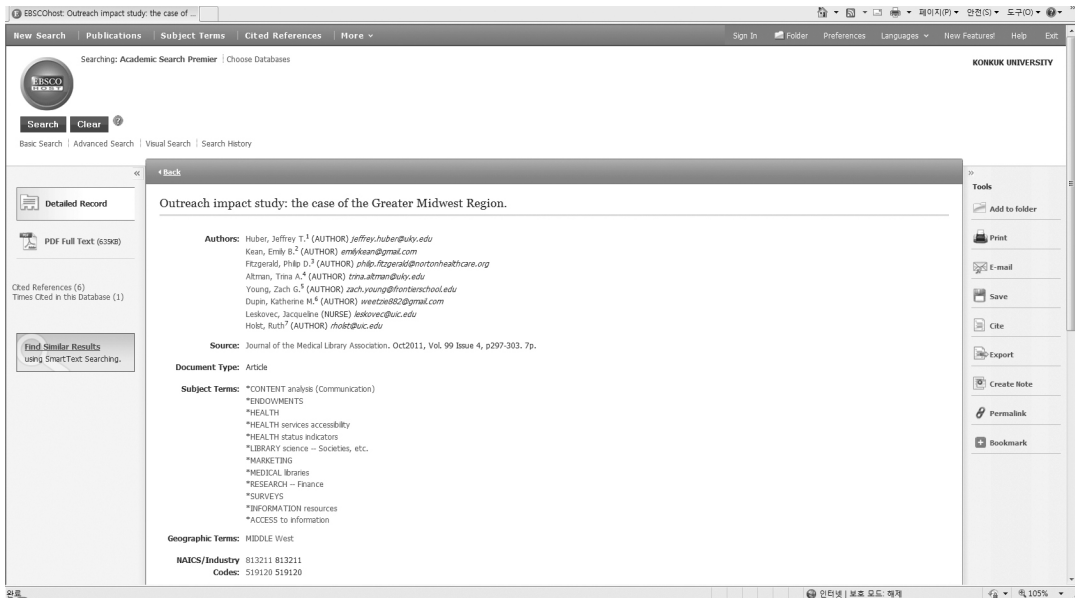 EBSCOhost: Outreach impact study: the case of ...
페이지(P) 안전(S) 도구(O)
New Search | Publications | Subject Terms | Cited References | More
Sign In Folder Preferences Languages New Features! Help Exit
Searching: Academic Search Premier | Choose Databases
KONKUK UNIVERSITY
EBSCO
HOST
Search Clear
Basic Search | Advanced Search | Visual Search | Search History
« 
◂ Back
»
Detailed Record
PDF Full Text (635KB)
Cited References (6)
Times Cited in this Database (1)
Find Similar Results
using SmartText Searching.
Outreach impact study: the case of the Greater Midwest Region.
Authors: Huber, Jeffrey T.1 (AUTHOR) jeffrey.huber@uky.edu
Kean, Emily B.2 (AUTHOR) emilykean@gmail.com
Fitzgerald, Philip D.3 (AUTHOR) philip.fitzgerald@nortonhealthcare.org
Altman, Trina A.4 (AUTHOR) trina.altman@uky.edu
Young, Zach G.5 (AUTHOR) zach.young@frontierschool.edu
Dupin, Katherine M.6 (AUTHOR) weetzie882@gmail.com
Leskovec, Jacqueline (NURSE) leskovec@uic.edu
Holst, Ruth7 (AUTHOR) rholst@uic.edu
Source: Journal of the Medical Library Association. Oct2011, Vol. 99 Issue 4, p297-303. 7p.
Document Type: Article
Subject Terms: *CONTENT analysis (Communication)
*ENDOWMENTS
*HEALTH
*HEALTH services accessibility
*HEALTH status indicators
*LIBRARY science -- Societies, etc.
*MARKETING
*MEDICAL libraries
*RESEARCH -- Finance
*SURVEYS
*INFORMATION resources
*ACCESS to information
Geographic Terms: MIDDLE West
NAICS/Industry 813211 813211
Codes: 519120 519120
Tools
Add to folder
Print
E-mail
Save
Cite
Export
Create Note
Permalink
Bookmark
완료
인터넷 | 보호 모드: 해제
105%